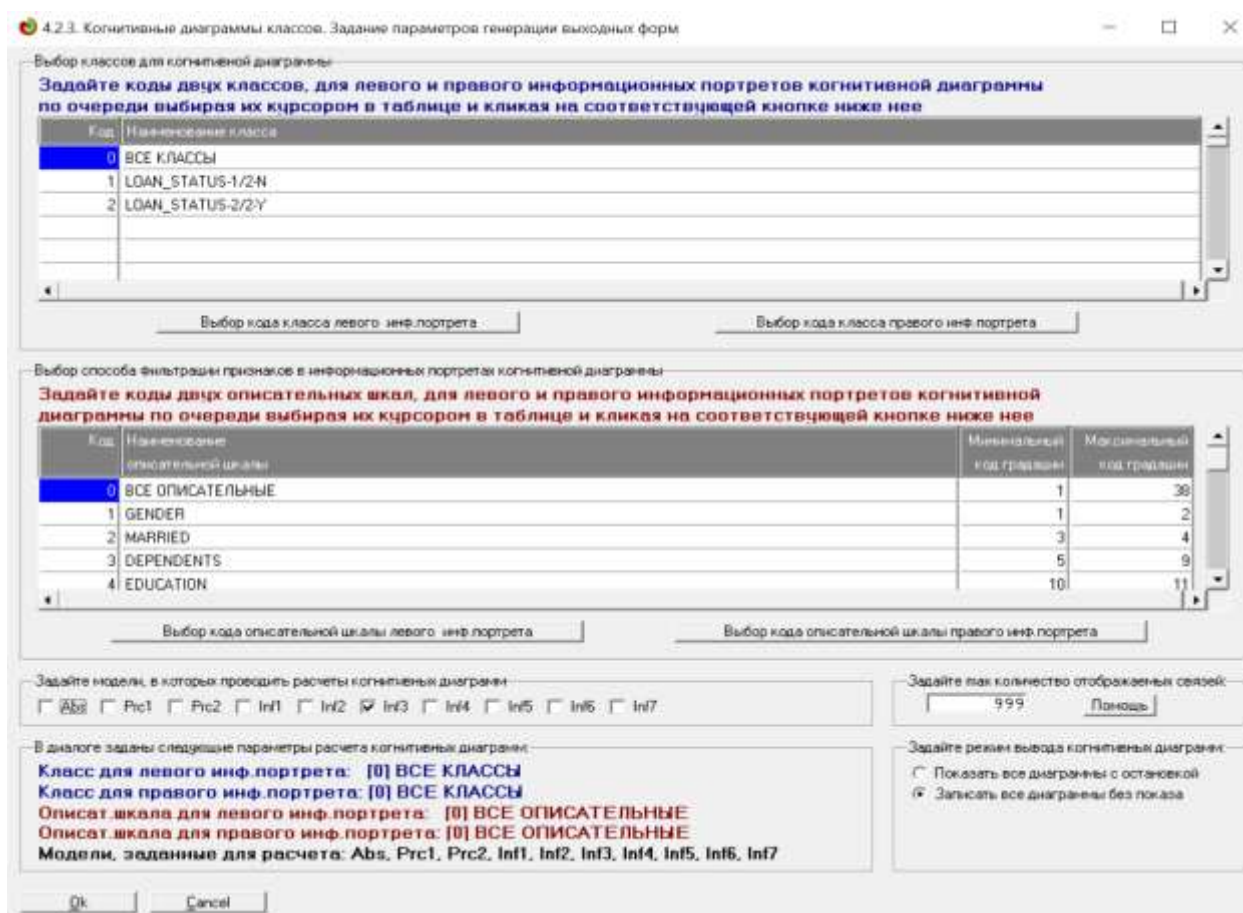 4.2.3. Когнитивные диаграммы классов. Задание параметров генерации выходных форм
Выбор классов для когнитивной диаграммы
Задайте коды двух классов, для левого и правого информационных портретов когнитивной диаграммы
по очереди выбирая их курсором в таблице и кликая на соответствующей кнопке ниже нее
Код Наименование класса
0 ВСЕ КЛАССЫ
1 LOAN_STATUS-1/2-N
2 LOAN_STATUS-2/2-Y
Выбор кода класса левого инф.портрета Выбор кода класса правого инф.портрета
Выбор способа фильтрации признаков в информационных портретах когнитивной диаграммы
Задайте коды двух описательных шкал, для левого и правого информационных портретов когнитивной
диаграммы по очереди выбирая их курсором в таблице и кликая на соответствующей кнопке ниже нее
Код Наименование Минимальный Максимальный
описательной шкалы код градации код градации
0 ВСЕ ОПИСАТЕЛЬНЫЕ 1 38
1 GENDER 1 2
2 MARRIED 3 4
3 DEPENDENTS 5 9
4 EDUCATION 10 11
Выбор кода описательной шкалы левого инф.портрета Выбор кода описательной шкалы правого инф.портрета
Задайте модели, в которых проводить расчеты когнитивных диаграмм Задайте max количество отображаемых связей:
Abs Prc1 Prc2 Inf1 Inf2 Inf3 Inf4 Inf5 Inf6 Inf7 999 Помощь
В диалоге заданы следующие параметры расчета когнитивных диаграмм: Задайте режим вывода когнитивных диаграмм:
Класс для левого инф.портрета: [0] ВСЕ КЛАССЫ Показать все диаграммы с остановкой
Класс для правого инф.портрета: [0] ВСЕ КЛАССЫ Записать все диаграммы без показа
Описат.шкала для левого инф.портрета: [0] ВСЕ ОПИСАТЕЛЬНЫЕ
Описат.шкала для правого инф.портрета: [0] ВСЕ ОПИСАТЕЛЬНЫЕ
Модели, заданные для расчета: Abs, Prc1, Prc2, Inf1, Inf2, Inf3, Inf4, Inf5, Inf6, Inf7
Ok Cancel